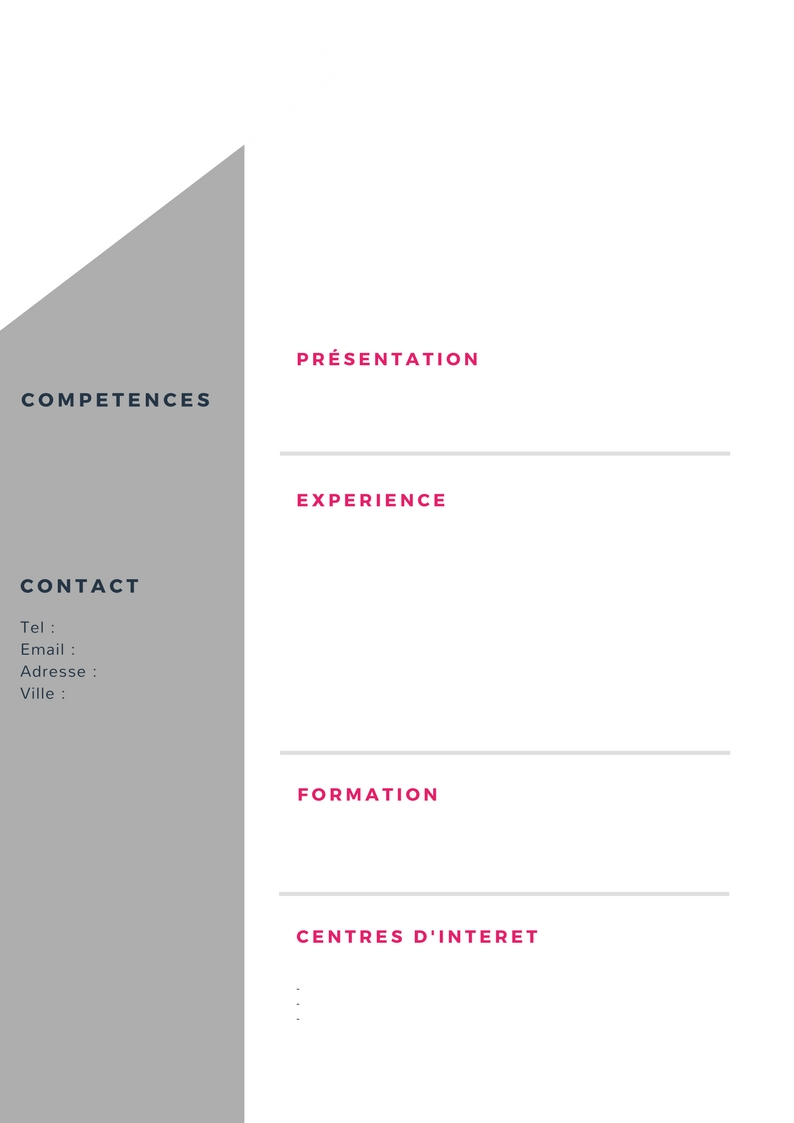 COMPETENCES
CONTACT
Tel :
Email :
Adresse :
Ville :
PRÉSENTATION
EXPERIENCE
FORMATION
CENTRES D'INTERET
-
-
-